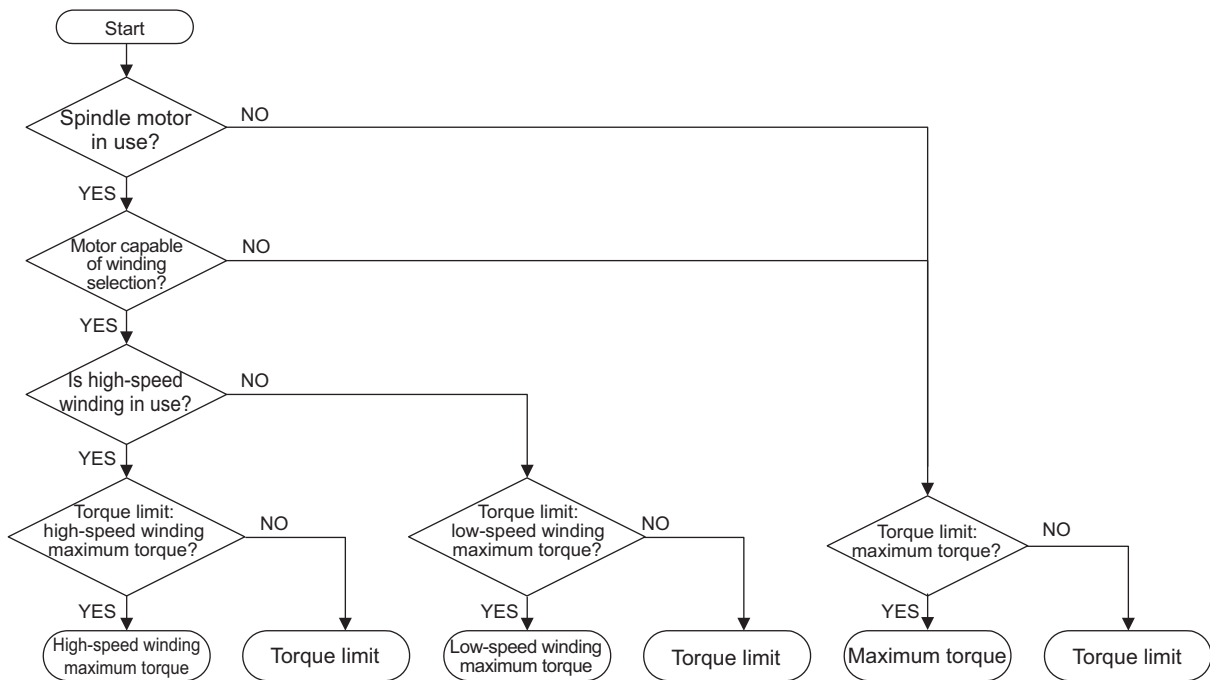 Start
Spindle motor
in use?
NO
YES
Motor capable
of winding
selection?
NO
YES
Is high-speed
winding in use?
NO
YES
Torque limit:
high-speed winding
maximum torque?
NO
YES
High-speed winding
maximum torque
Torque limit
Torque limit:
low-speed winding
maximum torque?
NO
YES
Low-speed winding
maximum torque
Torque limit
Torque limit:
maximum torque?
NO
YES
Maximum torque
Torque limit